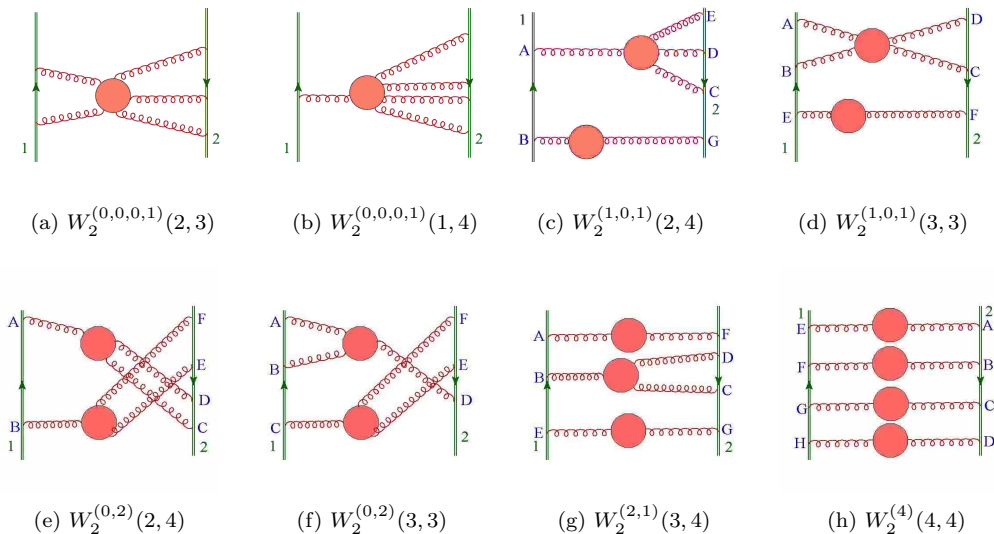 1
2
(a) $W_2^{(0,0,0,1)}(2,3)$
1
2
(b) $W_2^{(0,0,0,1)}(1,4)$
1
E
A
D
C
2
B
G
(c) $W_2^{(1,0,1)}(2,4)$
A
D
B
C
E
F
1
2
(d) $W_2^{(1,0,1)}(3,3)$
A
F
E
D
B
C
1
2
(e) $W_2^{(0,2)}(2,4)$
A
F
B
E
D
C
1
2
(f) $W_2^{(0,2)}(3,3)$
A
F
D
B
C
E
G
1
2
(g) $W_2^{(2,1)}(3,4)$
1
2
E
A
F
B
G
C
H
D
(h) $W_2^{(4)}(4,4)$